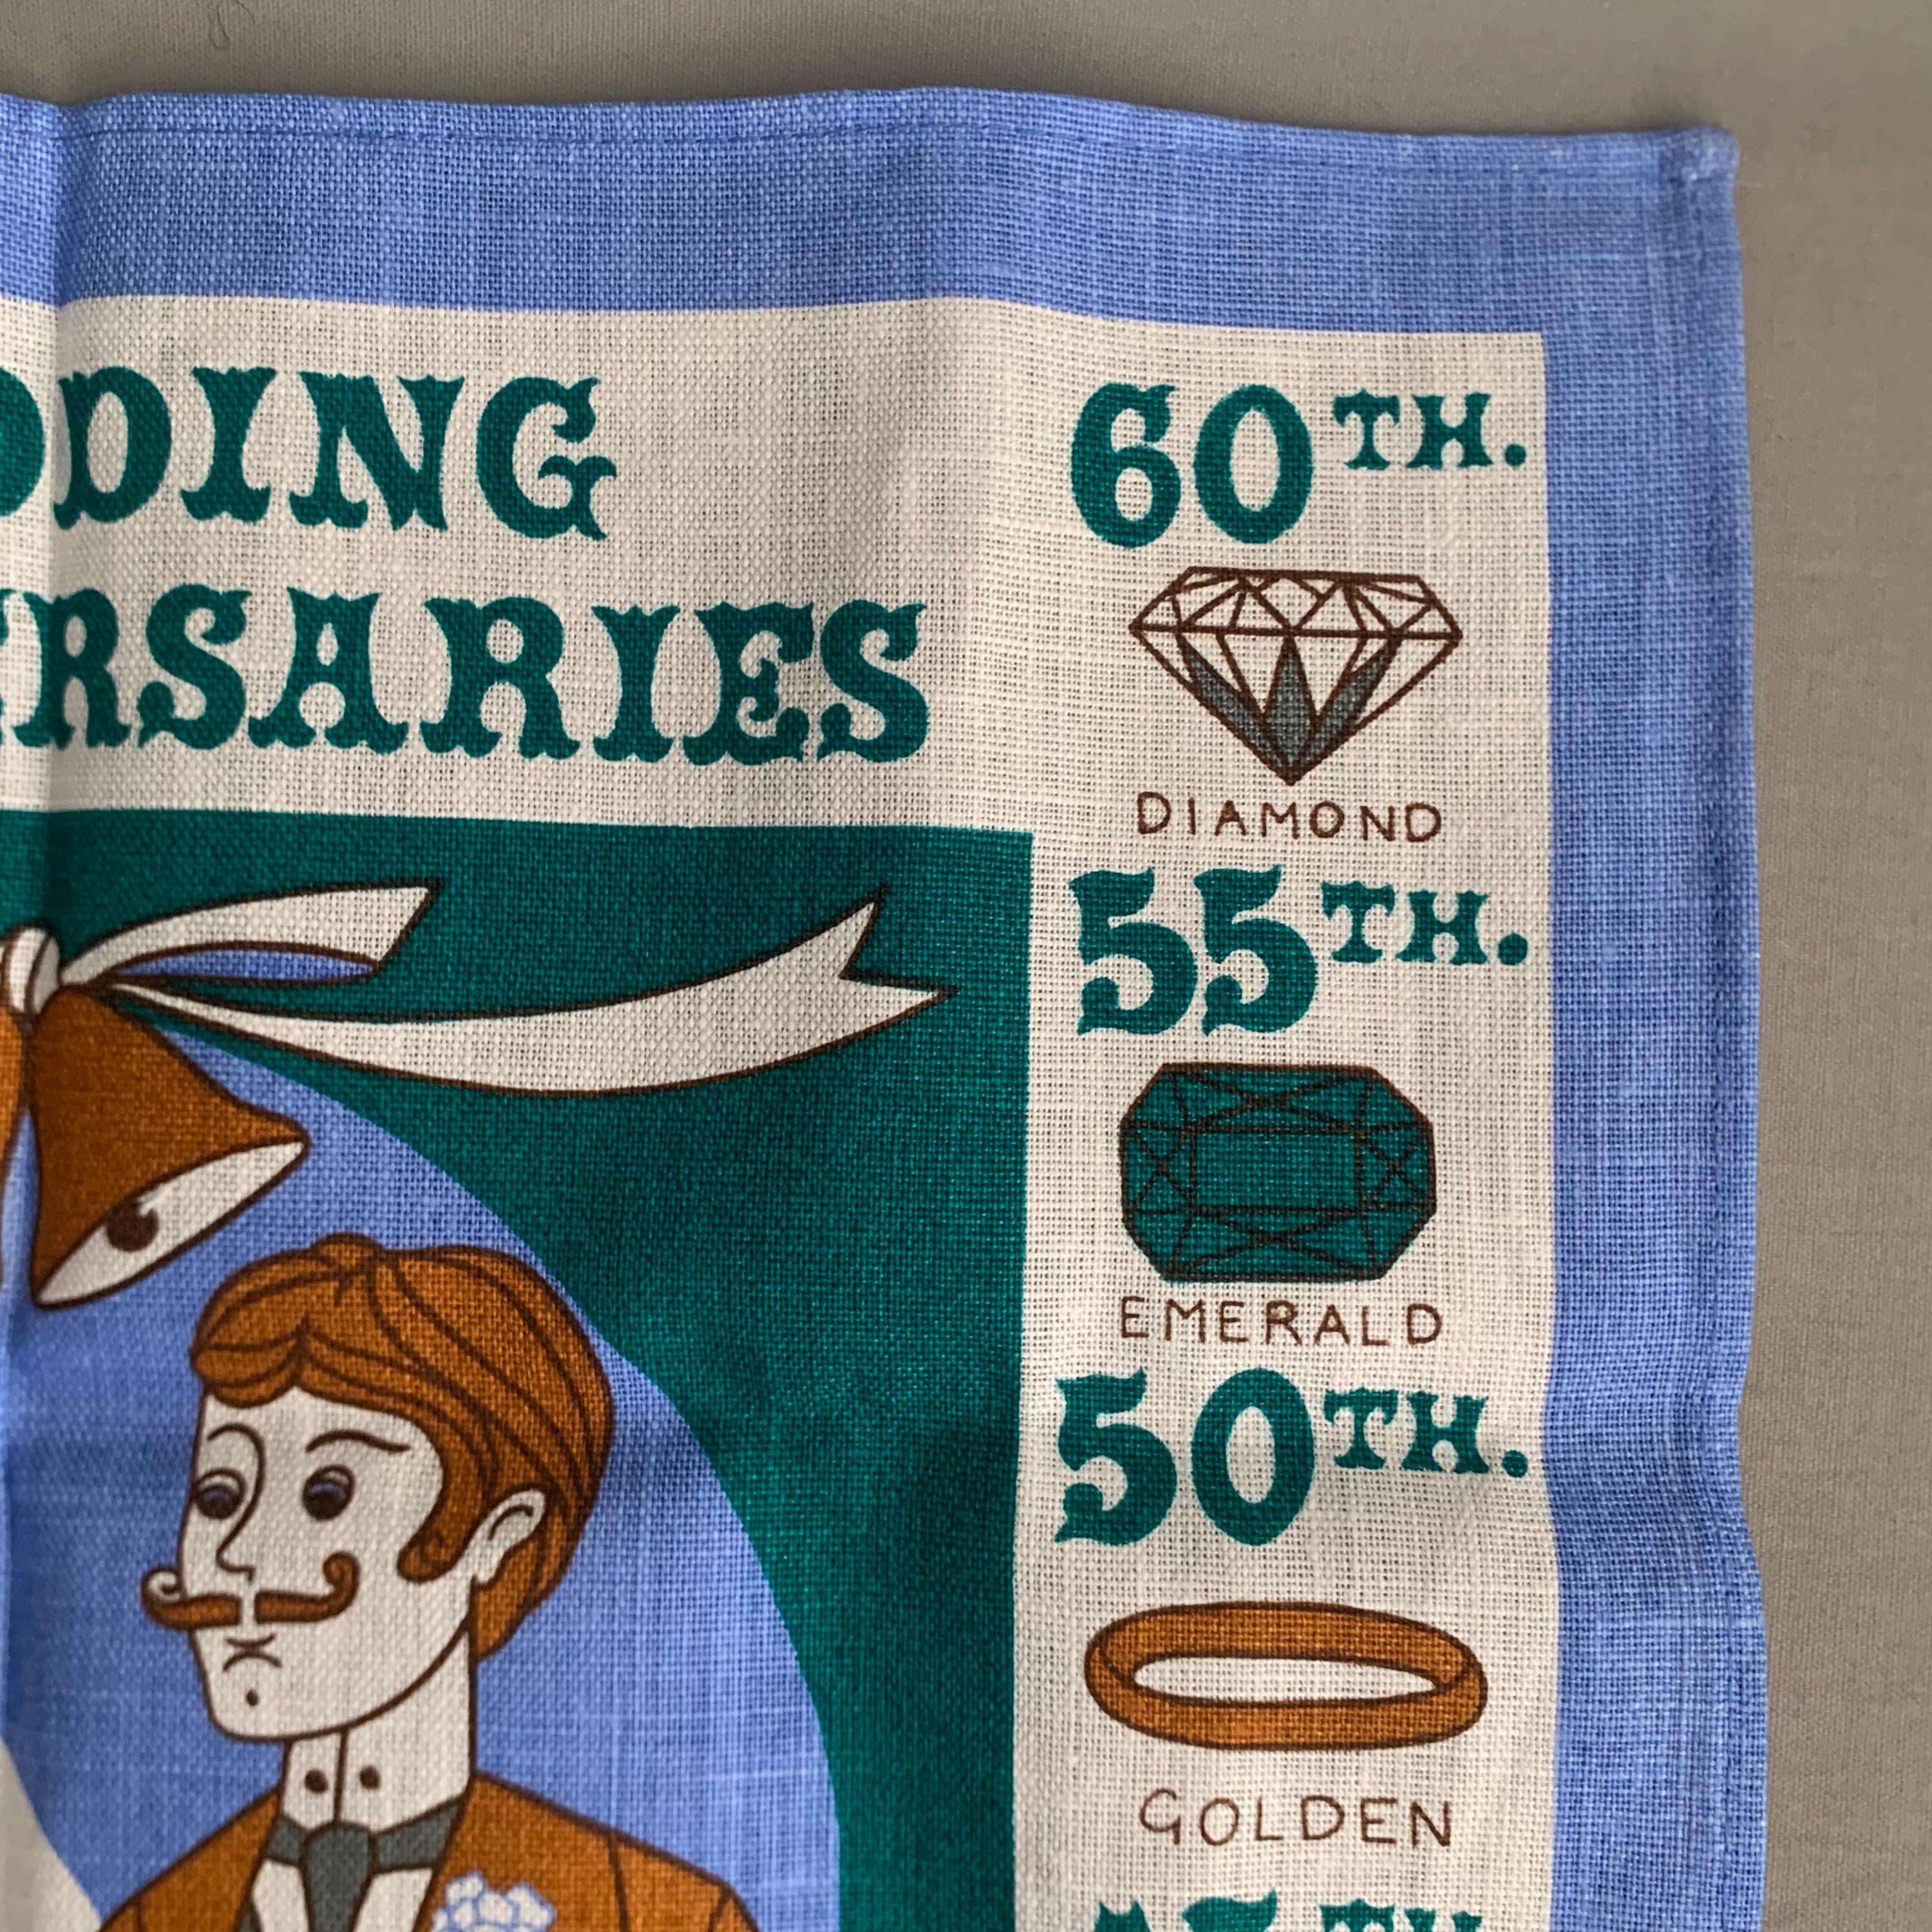 DDING
ERSARIES
60TH.
DIAMOND
55TH.
EMERALD
50TH.
GOLDEN